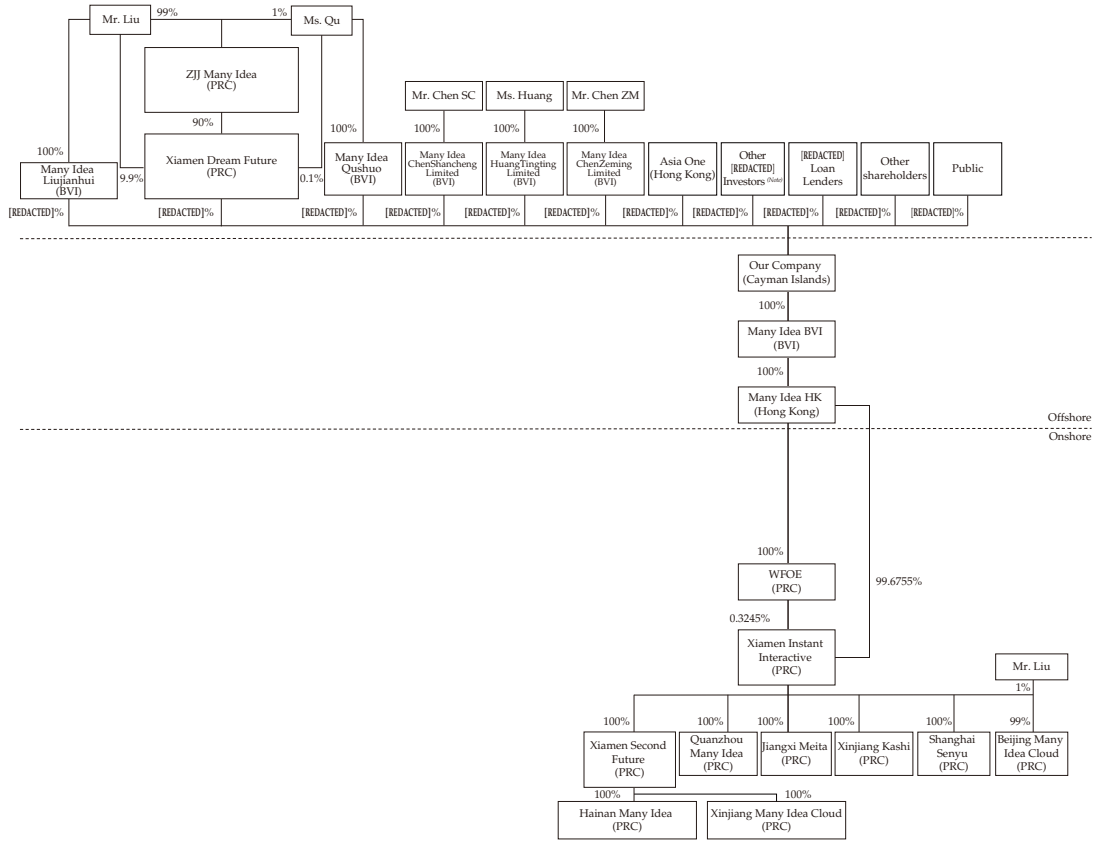 Mr. Liu
99%
1%
Ms. Qu
ZJJ Many Idea
(PRC)
Mr. Chen SC
Ms. Huang
Mr. Chen ZM
90%
100%
100%
100%
100%
100%
Many Idea
Liujianhui
(BVI)
9.9%
Xiamen Dream Future
(PRC)
0.1%
Many Idea
Qushuo
(BVI)
Many Idea
ChenShancheng
Limited
(BVI)
Many Idea
HuangTingting
Limited
(BVI)
Many Idea
ChenZeming
Limited
(BVI)
Asia One
(Hong Kong)
Other
[REDACTED]
Investors (Note)
[REDACTED]
Loan
Lenders
Other
shareholders
Public
[REDACTED]%
[REDACTED]%
[REDACTED]%
[REDACTED]%
[REDACTED]%
[REDACTED]%
[REDACTED]%
[REDACTED]%
[REDACTED]%
[REDACTED]%
[REDACTED]%
Our Company
(Cayman Islands)
100%
Many Idea BVI
(BVI)
100%
Many Idea HK
(Hong Kong)
Offshore
Onshore
100%
WFOE
(PRC)
99.6755%
0.3245%
Xiamen Instant
Interactive
(PRC)
Mr. Liu
1%
100%
100%
100%
100%
100%
99%
Xiamen Second
Future
(PRC)
Quanzhou
Many Idea
(PRC)
Jiangxi Meita
(PRC)
Xinjiang Kashi
(PRC)
Shanghai
Senyu
(PRC)
Beijing Many
Idea Cloud
(PRC)
100%
100%
Hainan Many Idea
(PRC)
Xinjiang Many Idea Cloud
(PRC)